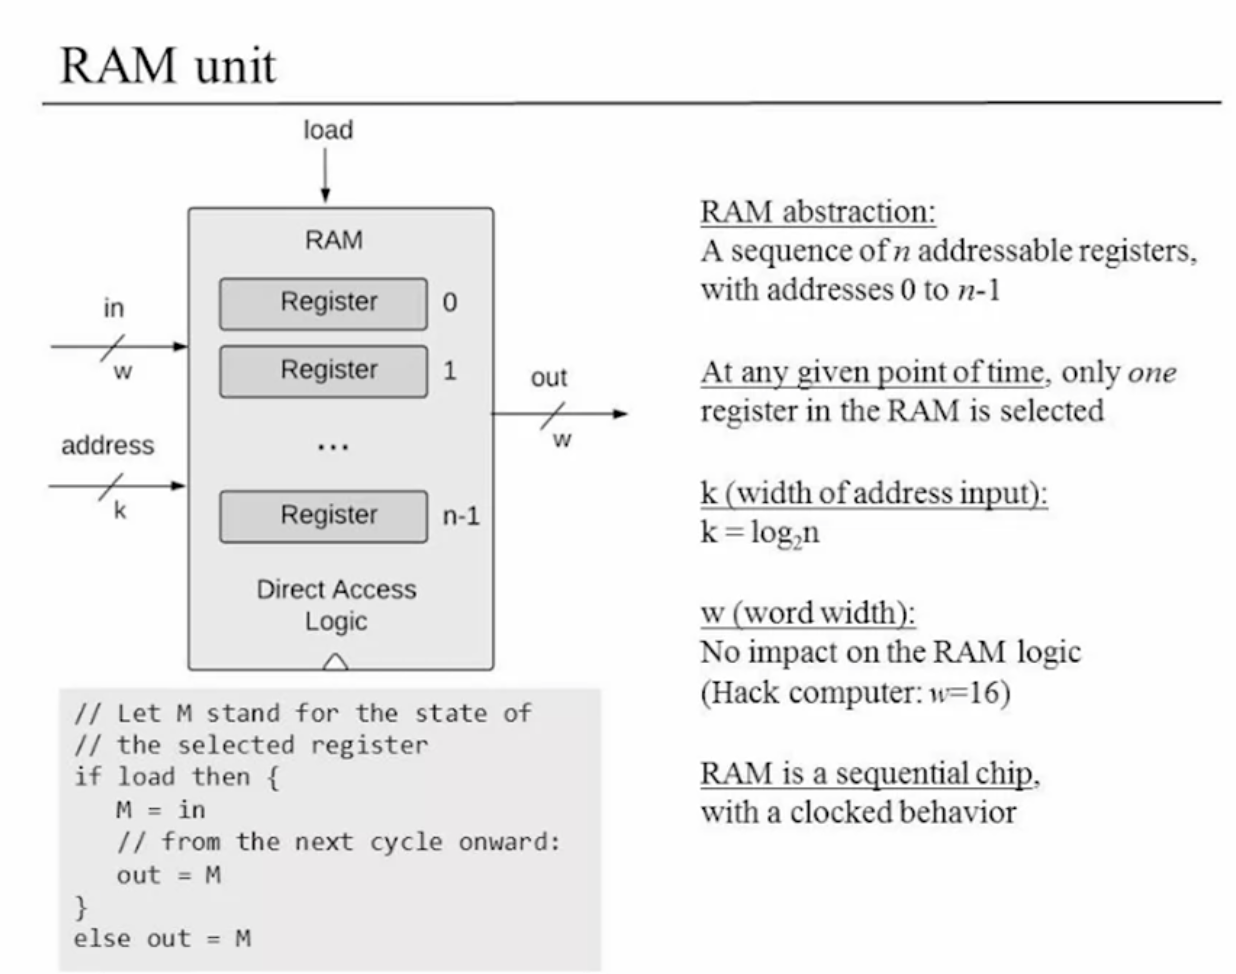 RAM unit
load
RAM
Register 0
in
w
Register 1
out
w
address
k
...
Register n-1
Direct Access
Logic
// Let M stand for the state of
// the selected register
if load then {
M = in
// from the next cycle onward:
out = M
}
else out = M
RAM abstraction:
A sequence of n addressable registers,
with addresses 0 to n-1
At any given point of time, only one
register in the RAM is selected
k (width of address input):
k = log₂n
w (word width):
No impact on the RAM logic
(Hack computer: w=16)
RAM is a sequential chip,
with a clocked behavior